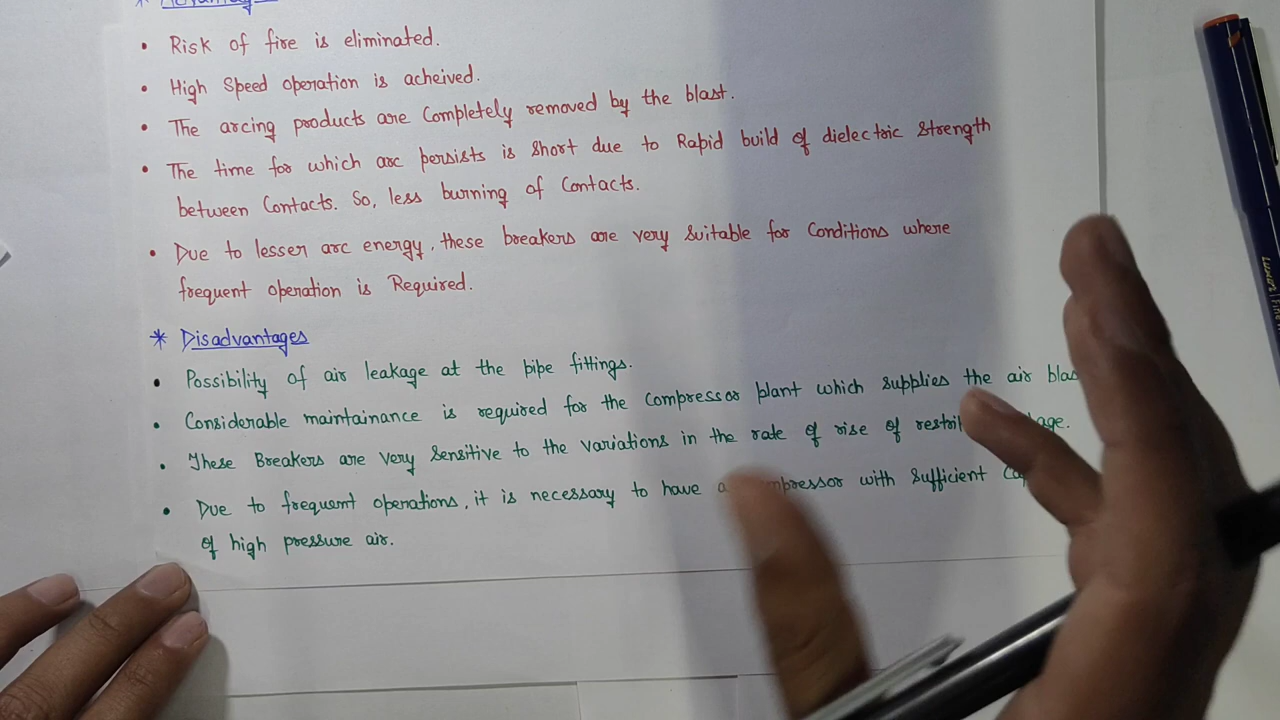 * Advantages
• Risk of fire is eliminated.
• High Speed operation is acheived.
• The arcing products are Completely removed by the blast.
• The time for which arc persists is Short due to Rapid build of dielectric Strength
between Contacts. So, less burning of Contacts.
• Due to lesser arc energy, these breakers are very Suitable for Conditions where
frequent operation is Required.
* Disadvantages
• Possibility of air leakage at the pipe fittings.
• Considerable maintainance is required for the Compressor plant which supplies the air blas
• These Breakers are very Sensitive to the variations in the rate of rise of
• Due to frequent operations, it is necessary to have a with Sufficient
of high pressure air.